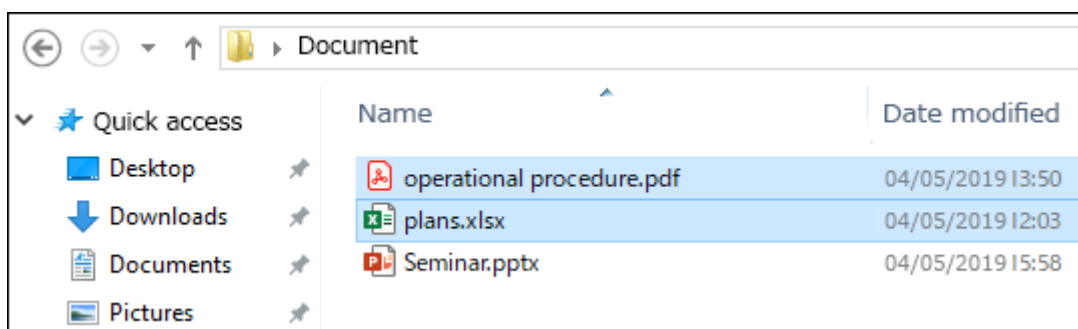 Document
Quick access
Desktop
Downloads
Documents
Pictures
Name Date modified
operational procedure.pdf 04/05/2019 13:50
plans.xlsx 04/05/2019 12:03
Seminar.pptx 04/05/2019 15:58